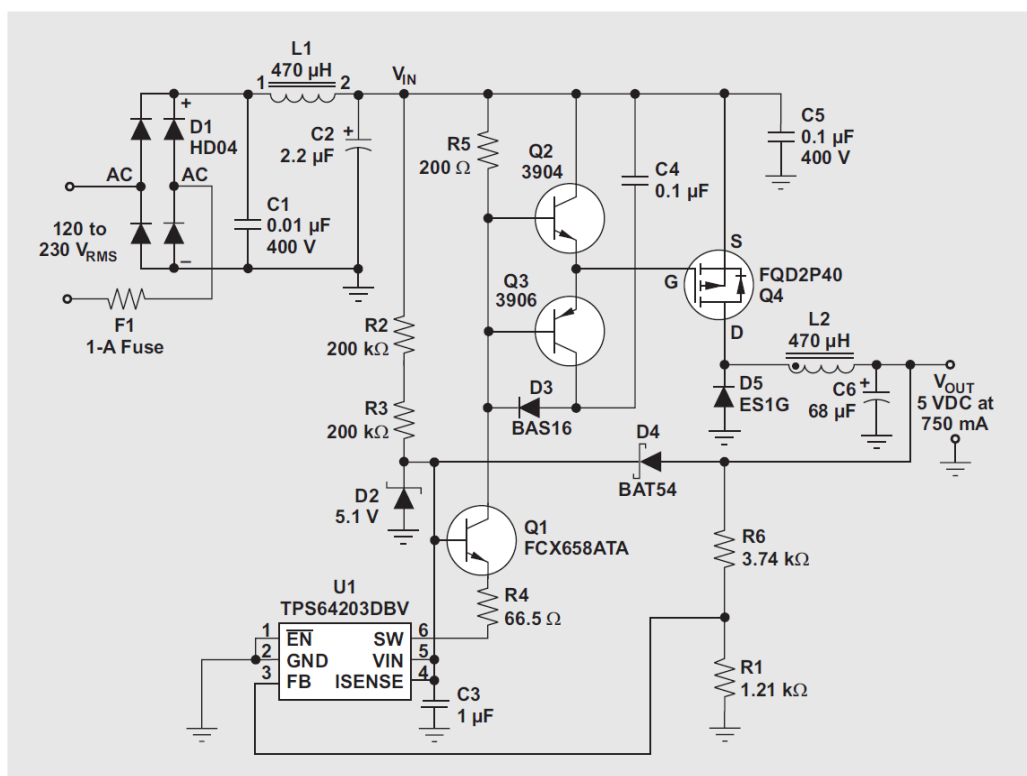 L1
470 µH
1 2
V_IN
+
D1
HD04
AC AC
120 to
230 V_RMS
–
F1
1-A Fuse
C1
0.01 µF
400 V
C2 +
2.2 µF
R5
200 Ω
Q2
3904
C4
0.1 µF
C5
0.1 µF
400 V
Q3
3906
S
G
D
FQD2P40
Q4
R2
200 kΩ
R3
200 kΩ
D3
BAS16
L2
470 µH
D5
ES1G
C6 +
68 µF
V_OUT
5 VDC at
750 mA
D4
BAT54
D2
5.1 V
Q1
FCX658ATA
R4
66.5 Ω
R6
3.74 kΩ
R1
1.21 kΩ
U1
TPS64203DBV
1 E̅N̅ SW 6
2 GND VIN 5
3 FB ISENSE 4
C3
1 µF